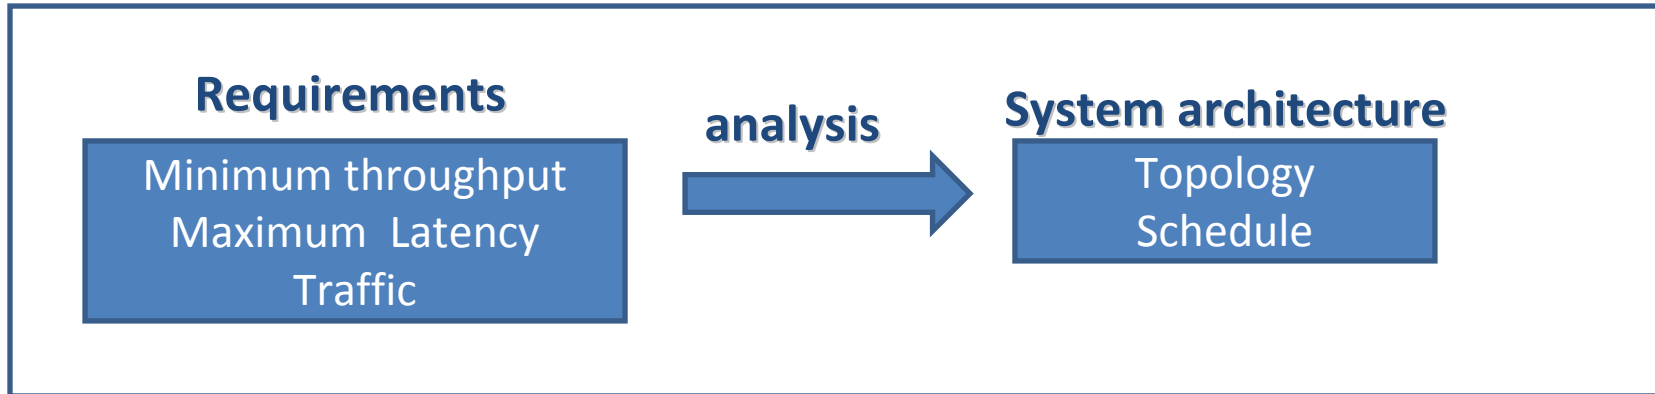 Requirements
Minimum throughput
Maximum Latency
Traffic
analysis
System architecture
Topology
Schedule